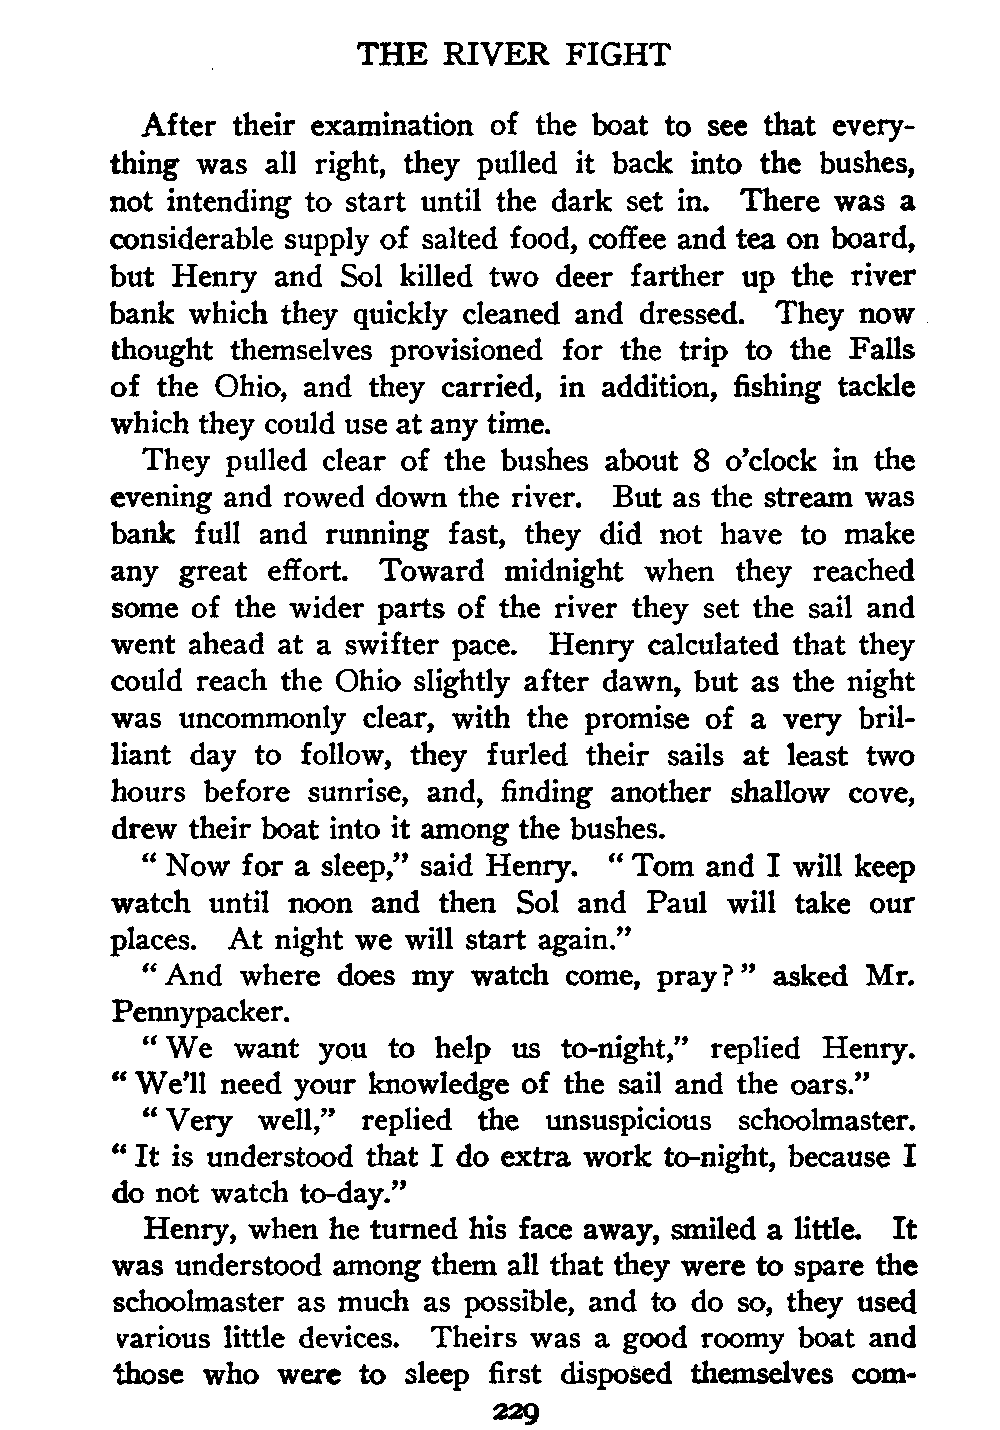 THE RIVER FIGHT
After their examination of the boat to see that every-
thing was all right, they pulled it back into the bushes,
not intending to start until the dark set in. There was a
considerable supply of salted food, coffee and tea on board,
but Henry and Sol killed two deer farther up the river
bank which they quickly cleaned and dressed. They now
thought themselves provisioned for the trip to the Falls
of the Ohio, and they carried, in addition, fishing tackle
which they could use at any time.
They pulled clear of the bushes about 8 o'clock in the
evening and rowed down the river. But as the stream was
bank full and running fast, they did not have to make
any great effort. Toward midnight when they reached
some of the wider parts of the river they set the sail and
went ahead at a swifter pace. Henry calculated that they
could reach the Ohio slightly after dawn, but as the night
was uncommonly clear, with the promise of a very bril-
liant day to follow, they furled their sails at least two
hours before sunrise, and, finding another shallow cove,
drew their boat into it among the bushes.
"Now for a sleep," said Henry. "Tom and I will keep
watch until noon and then Sol and Paul will take our
places. At night we will start again."
"And where does my watch come, pray?" asked Mr.
Pennypacker.
"We want you to help us to-night," replied Henry.
"We'll need your knowledge of the sail and the oars."
"Very well," replied the unsuspicious schoolmaster.
"It is understood that I do extra work to-night, because I
do not watch to-day."
Henry, when he turned his face away, smiled a little. It
was understood among them all that they were to spare the
schoolmaster as much as possible, and to do so, they used
various little devices. Theirs was a good roomy boat and
those who were to sleep first disposed themselves com-
229